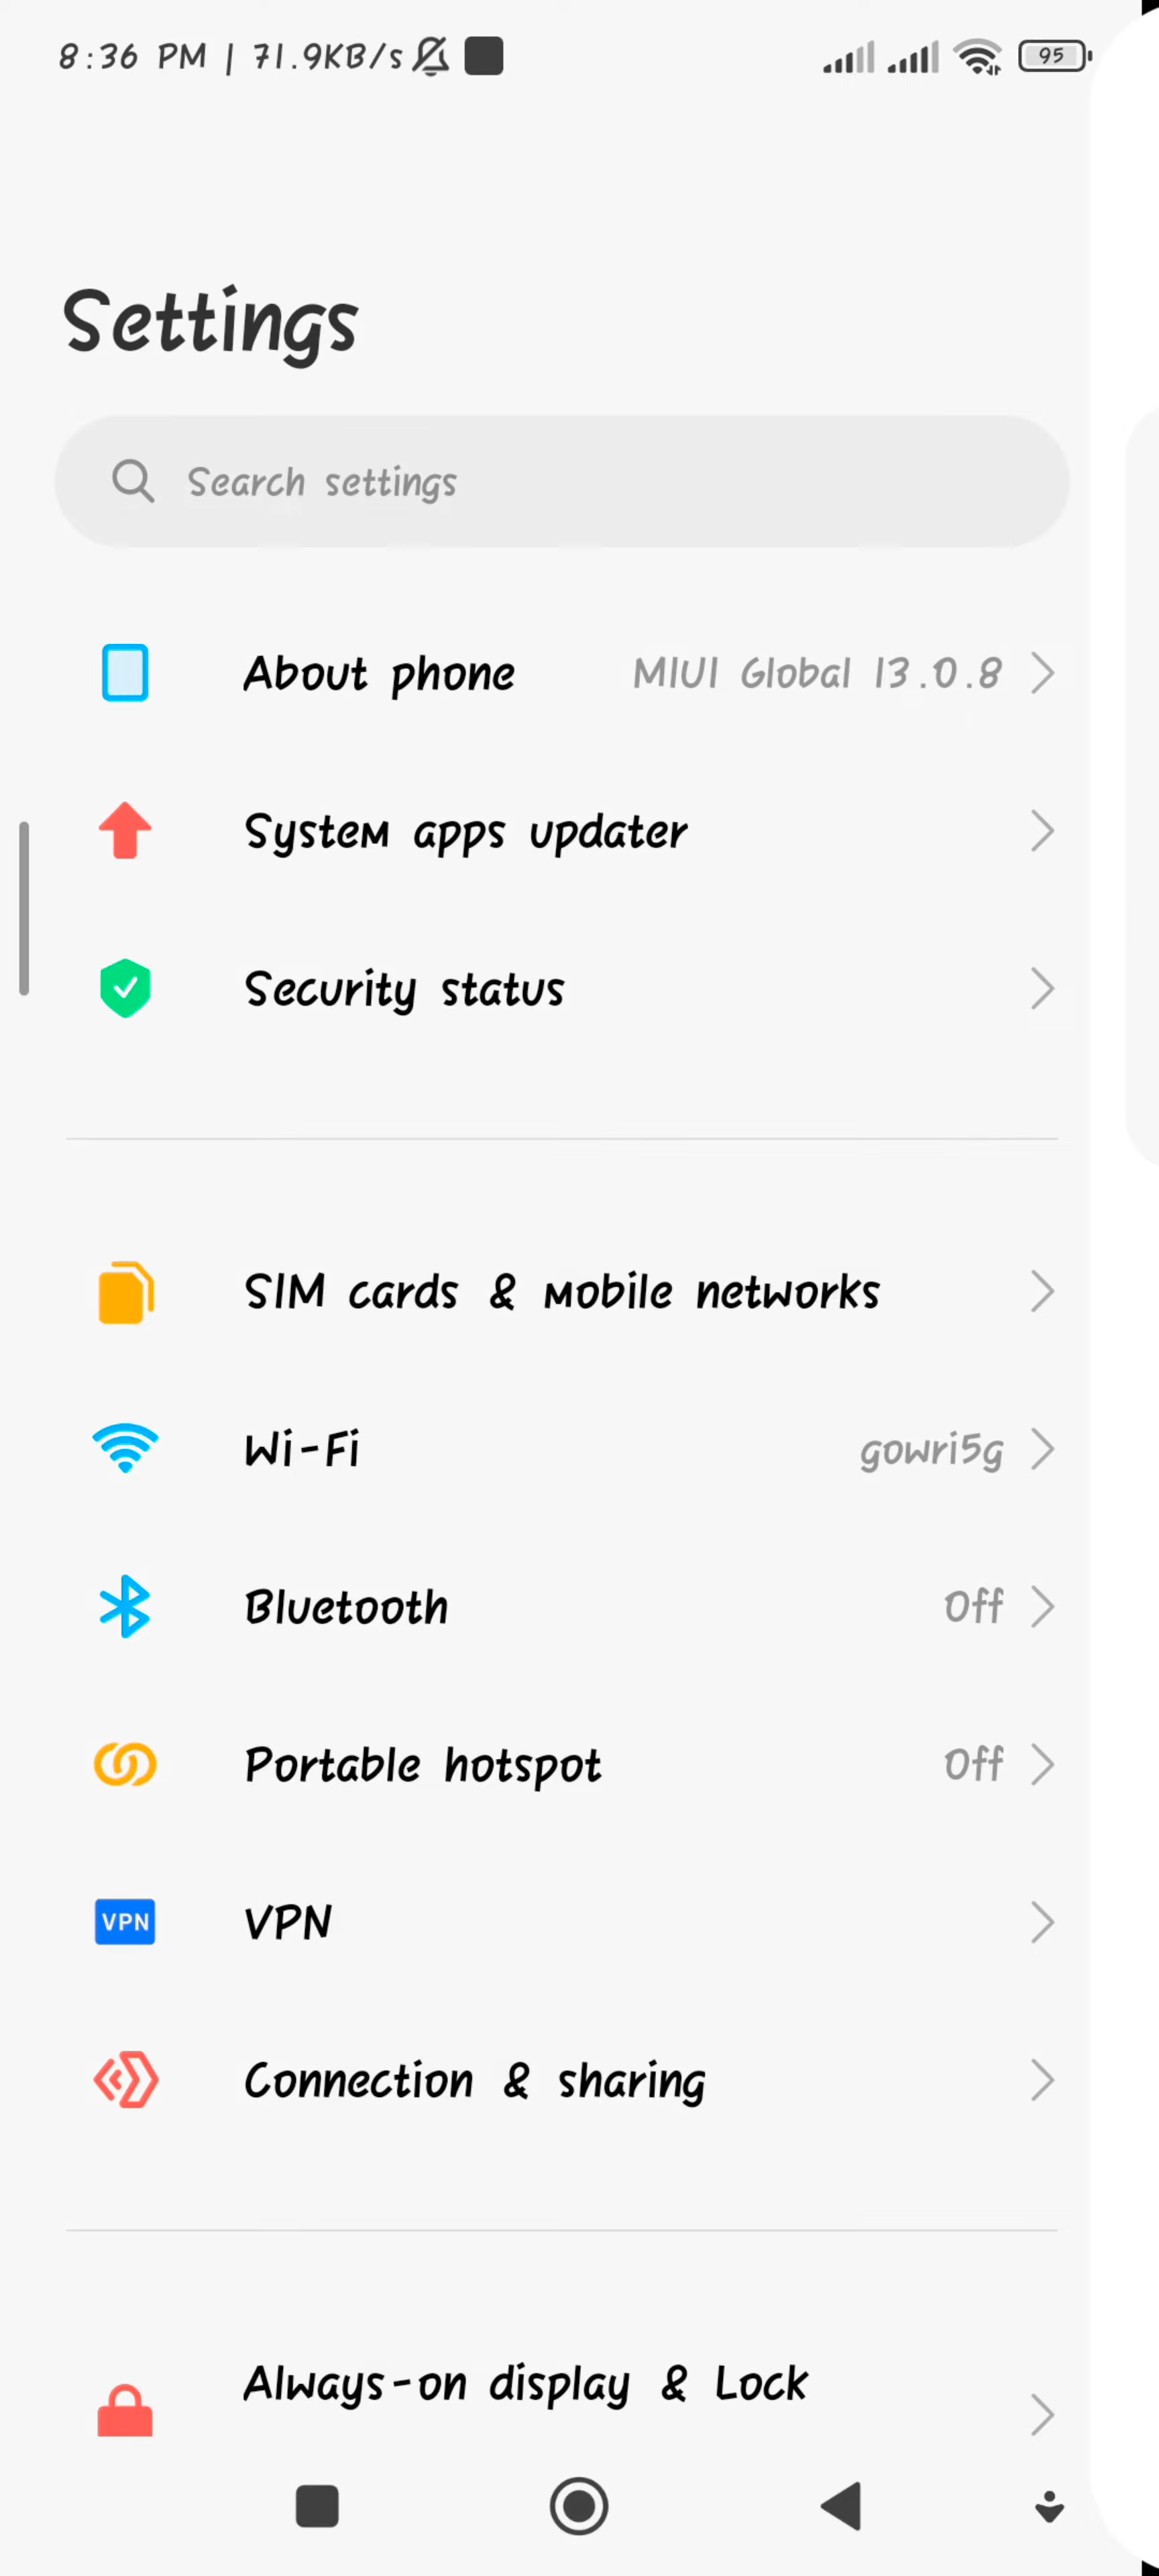 8:36 PM | 71.9KB/s
95
Settings
Search settings
About phone MIUI Global 13.0.8
System apps updater
Security status
SIM cards & mobile networks
Wi-Fi gowri5g
Bluetooth Off
Portable hotspot Off
VPN VPN
Connection & sharing
Always-on display & Lock